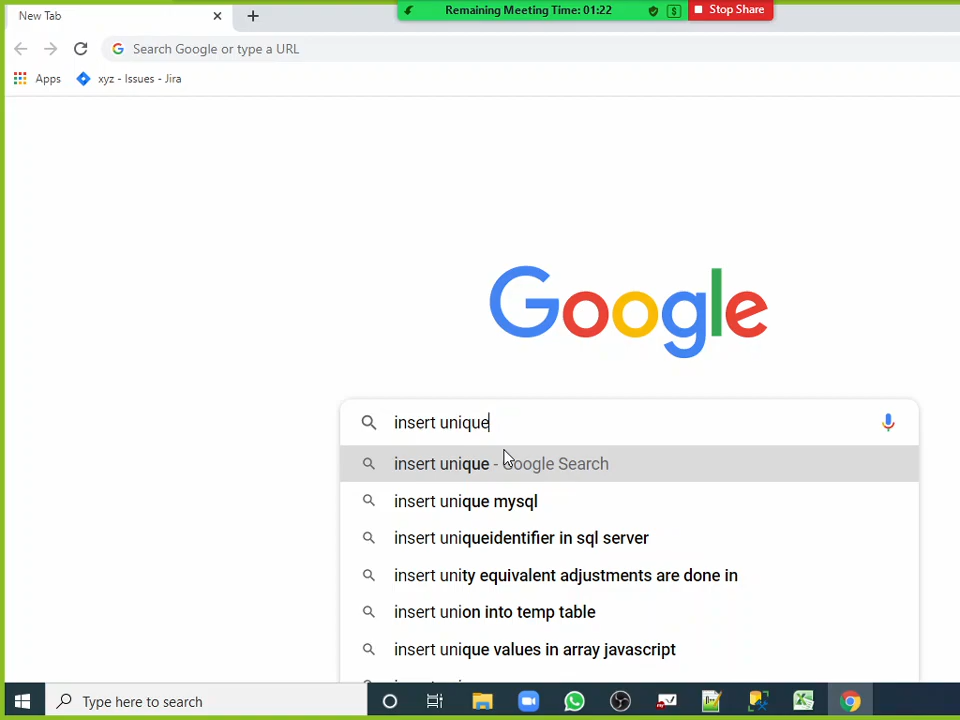 New Tab
Remaining Meeting Time: 01:22
Stop Share
Search Google or type a URL
Apps
xyz - Issues - Jira
Google
insert unique
insert unique - Google Search
insert unique mysql
insert uniqueidentifier in sql server
insert unity equivalent adjustments are done in
insert union into temp table
insert unique values in array javascript
Type here to search